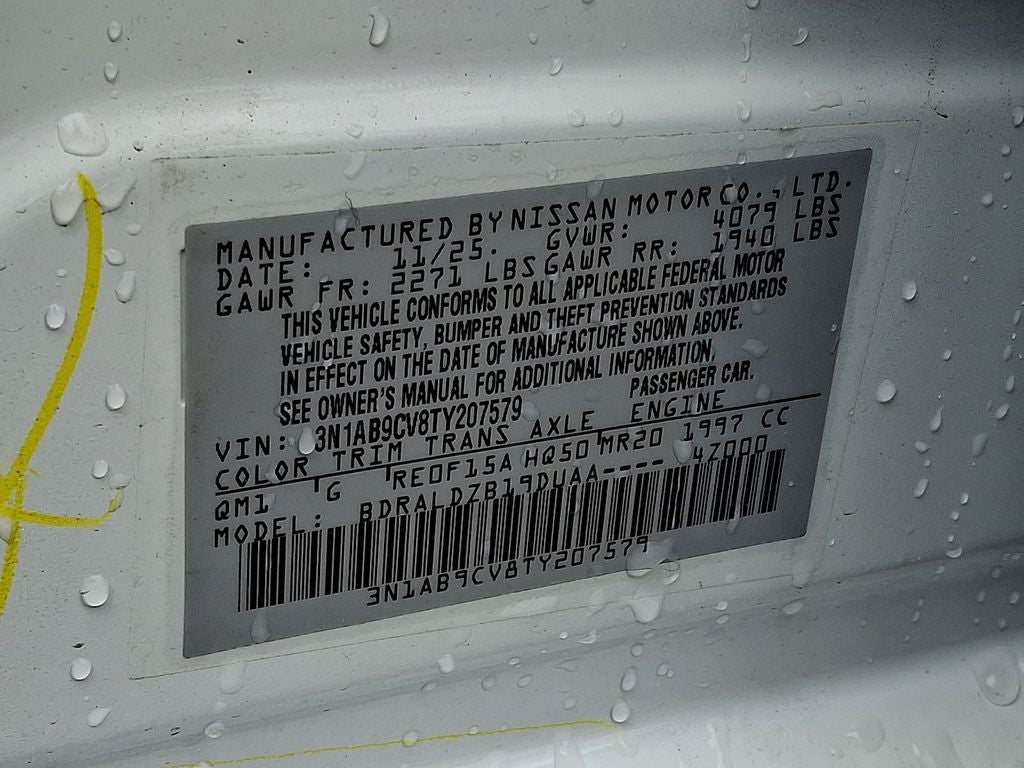 MANUFACTURED BY NISSAN MOTOR CO., LTD.
DATE: 11/25. GVWR: 4079 LBS
GAWR FR: 2271 LBS GAWR RR: 1940 LBS
THIS VEHICLE CONFORMS TO ALL APPLICABLE FEDERAL MOTOR
VEHICLE SAFETY, BUMPER AND THEFT PREVENTION STANDARDS
IN EFFECT ON THE DATE OF MANUFACTURE SHOWN ABOVE.
SEE OWNER'S MANUAL FOR ADDITIONAL INFORMATION.
VIN: 3N1AB9CV8TY207579 PASSENGER CAR.
COLOR TRIM TRANS AXLE ENGINE
QM1 G RE0F15A HQ50 MR20 1997 CC
MODEL: BDRALDZB19DUAA---- 4Z000
3N1AB9CV8TY207579